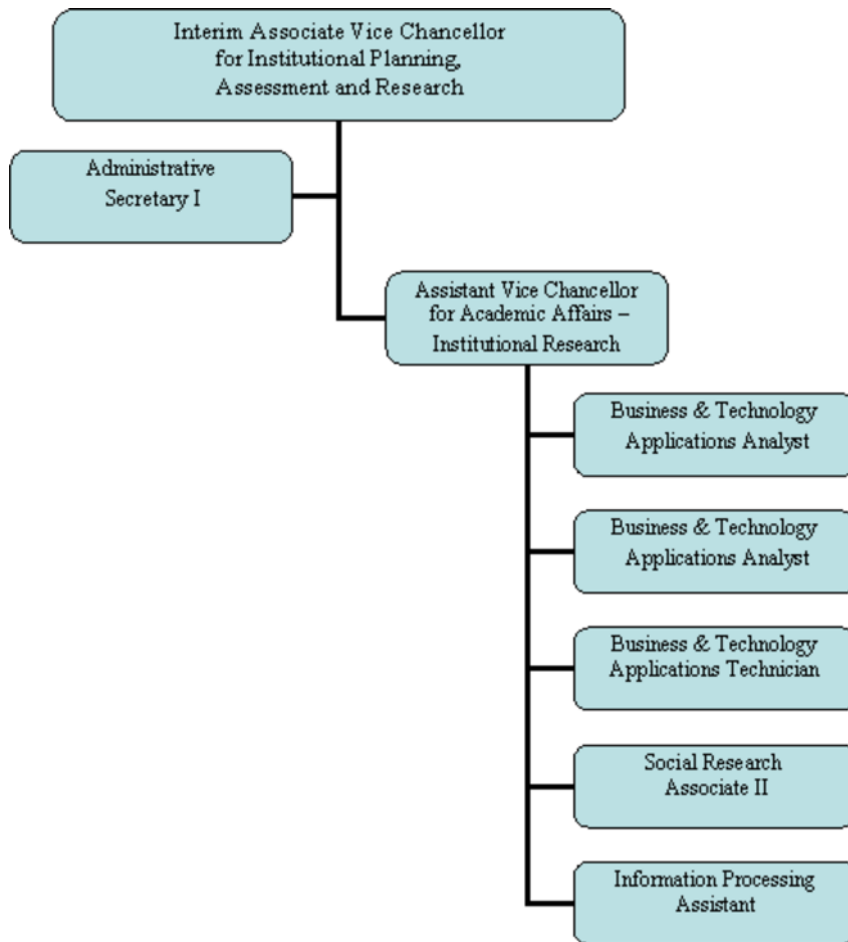 Interim Associate Vice Chancellor
for Institutional Planning,
Assessment and Research
Administrative
Secretary I
Assistant Vice Chancellor
for Academic Affairs –
Institutional Research
Business & Technology
Applications Analyst
Business & Technology
Applications Analyst
Business & Technology
Applications Technician
Social Research
Associate II
Information Processing
Assistant